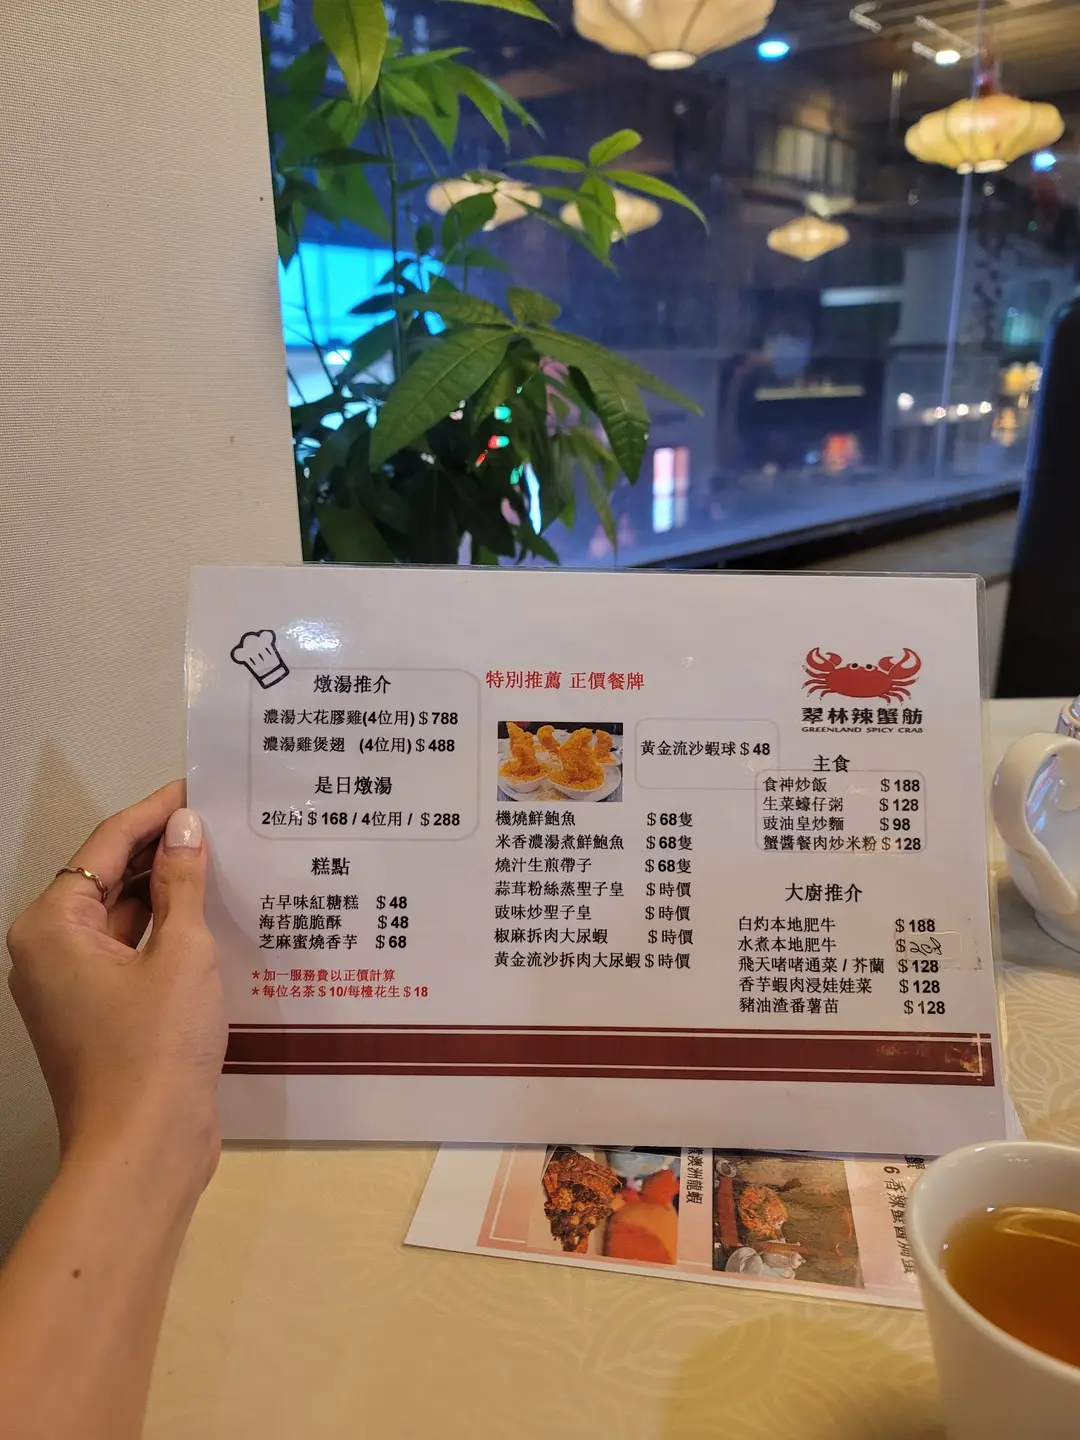 燉湯推介
濃湯大花膠雞(4位用) $788
濃湯雞煲翅 (4位用) $488
是日燉湯
2位用 $168 / 4位用 / $288
糕點
古早味紅糖糕 $48
海苔脆脆酥 $48
芝麻蜜燒香芋 $68
*加一服務費以正價計算
*每位名茶$10/每檯花生$18
特別推薦 正價餐牌
黃金流沙蝦球 $48
機燒鮮鮑魚 $68隻
米香濃湯煮鮮鮑魚 $68隻
燒汁生煎帶子 $68隻
蒜茸粉絲蒸聖子皇 $時價
豉味炒聖子皇 $時價
椒麻拆肉大尿蝦 $時價
黃金流沙拆肉大尿蝦 $時價
翠林辣蟹舫
GREENLAND SPICY CRAB
主食
食神炒飯 $188
生菜蠔仔粥 $128
豉油皇炒麵 $98
蟹醬餐肉炒米粉 $128
大廚推介
白灼本地肥牛 $188
水煮本地肥牛 $
飛天啫啫通菜 / 芥蘭 $128
香芋蝦肉浸娃娃菜 $128
豬油渣番薯苗 $128
澳洲龍蝦
6 香辣蟹